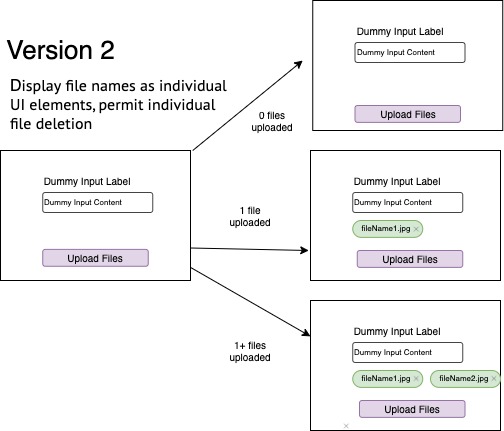 Version 2
Display file names as individual
UI elements, permit individual
file deletion
Dummy Input Label
Dummy Input Content
Upload Files
0 files
uploaded
Dummy Input Label
Dummy Input Content
Upload Files
1 file
uploaded
Dummy Input Label
Dummy Input Content
fileName1.jpg ×
Upload Files
1+ files
uploaded
Dummy Input Label
Dummy Input Content
fileName1.jpg × fileName2.jpg ×
Upload Files
×